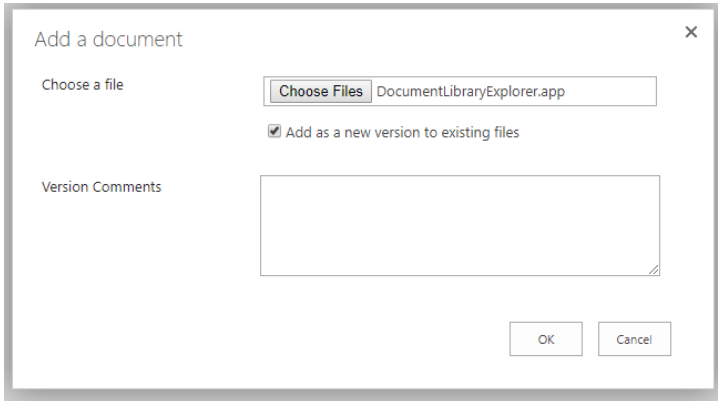 Add a document
Choose a file
Choose Files DocumentLibraryExplorer.app
Add as a new version to existing files
Version Comments
OK Cancel